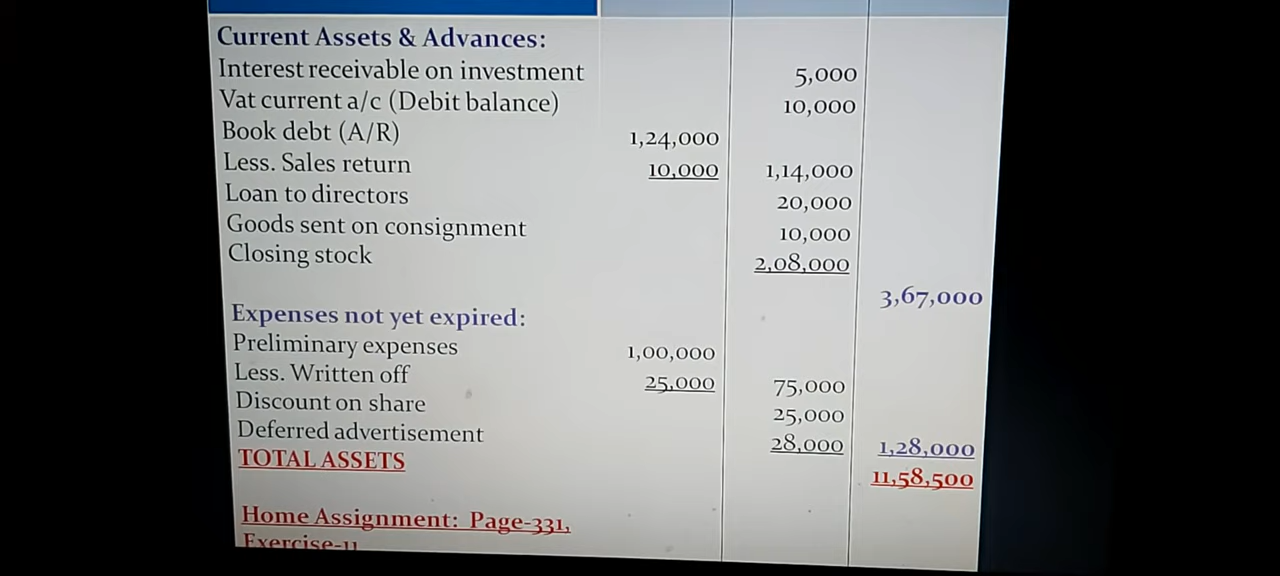 Current Assets & Advances:
Interest receivable on investment 5,000
Vat current a/c (Debit balance) 10,000
Book debt (A/R) 1,24,000
Less. Sales return 10,000 1,14,000
Loan to directors 20,000
Goods sent on consignment 10,000
Closing stock 2,08,000
3,67,000
Expenses not yet expired:
Preliminary expenses 1,00,000
Less. Written off 25,000 75,000
Discount on share 25,000
Deferred advertisement 28,000 1,28,000
TOTAL ASSETS 11,58,500
Home Assignment: Page-331,
Exercise-11